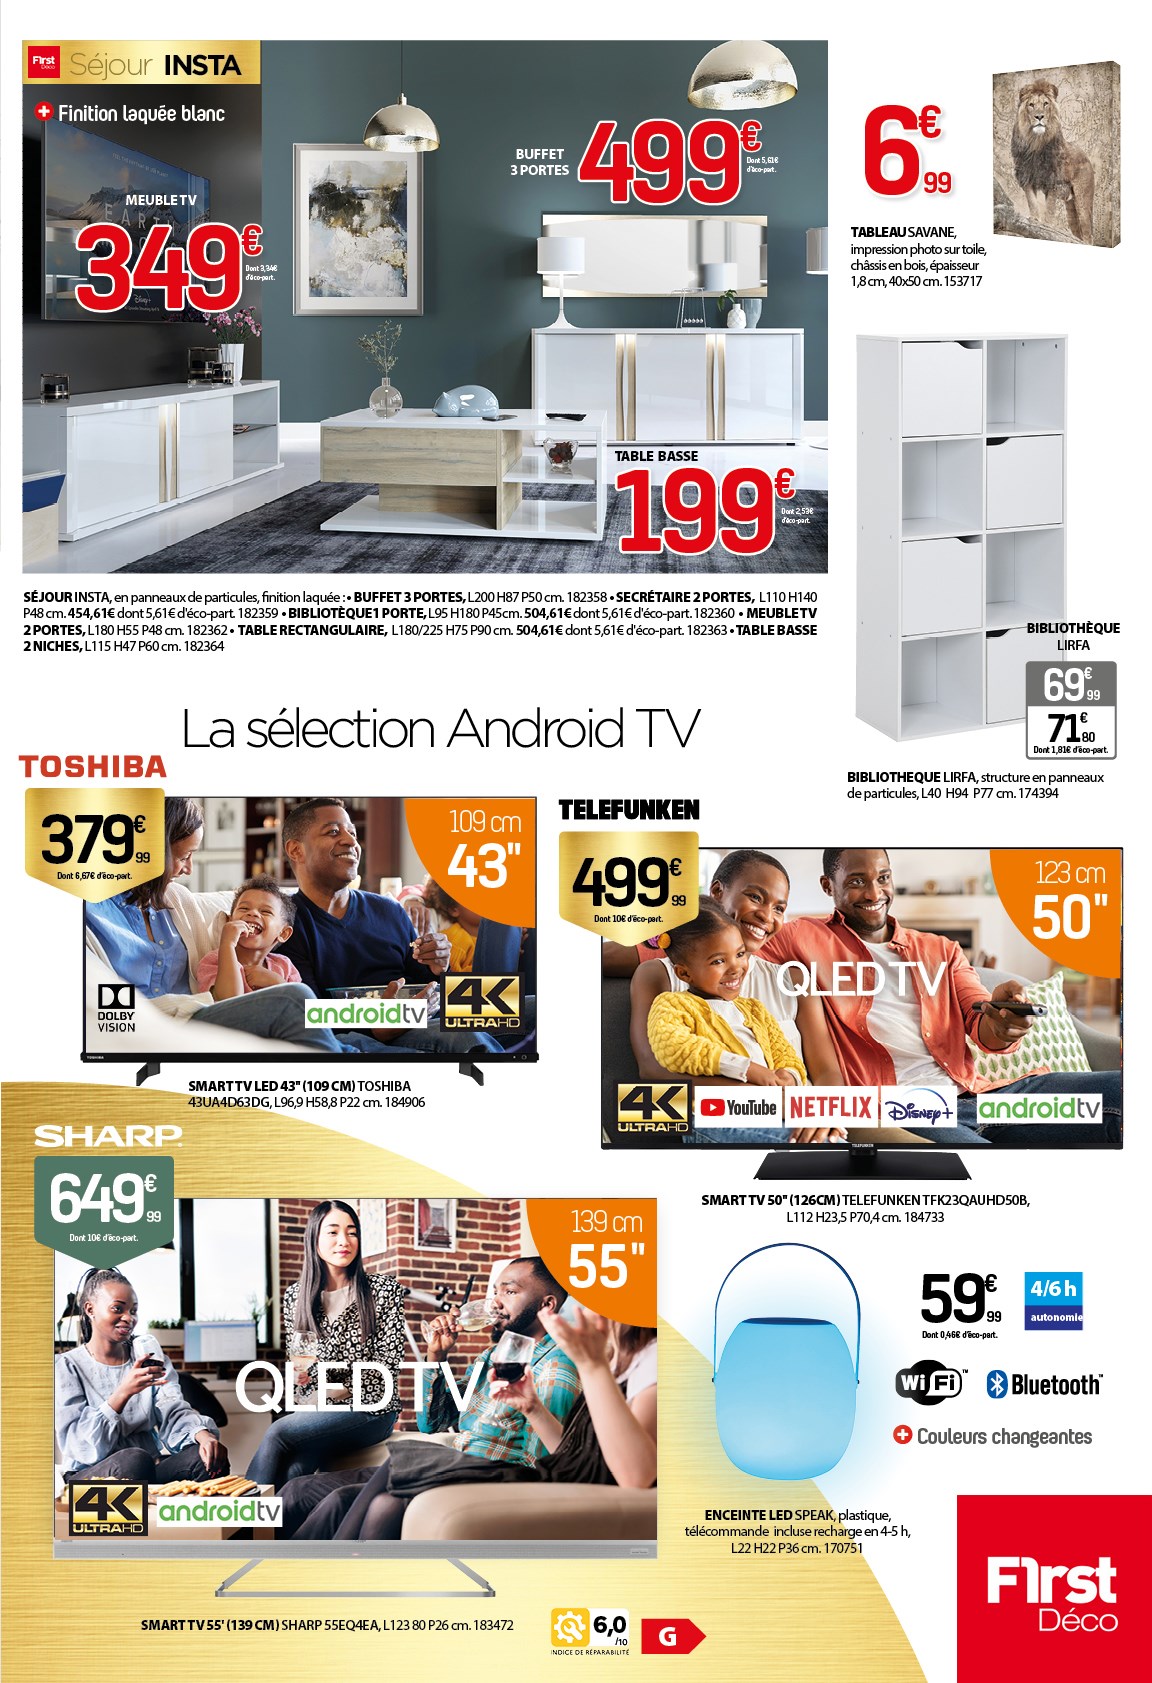 First
Déco
Séjour INSTA
Finition laquée blanc
MEUBLE TV
349€
Dont 3,34€
d'éco-part.
BUFFET
3 PORTES
499€
Dont 5,61€
d'éco-part.
TABLE BASSE
199€
Dont 2,53€
d'éco-part.
SÉJOUR INSTA, en panneaux de particules, finition laquée : • BUFFET 3 PORTES, L200 H87 P50 cm. 182358 • SECRÉTAIRE 2 PORTES, L110 H140
P48 cm. 454,61€ dont 5,61€ d'éco-part. 182359 • BIBLIOTÈQUE 1 PORTE, L95 H180 P45cm. 504,61€ dont 5,61€ d'éco-part. 182360 • MEUBLE TV
2 PORTES, L180 H55 P48 cm. 182362 • TABLE RECTANGULAIRE, L180/225 H75 P90 cm. 504,61€ dont 5,61€ d'éco-part. 182363 • TABLE BASSE
2 NICHES, L115 H47 P60 cm. 182364
6€99
TABLEAU SAVANE,
impression photo sur toile,
châssis en bois, épaisseur
1,8 cm, 40x50 cm. 153717
BIBLIOTHÈQUE
LIRFA
69€99
71€80
Dont 1,81€ d'éco-part.
BIBLIOTHEQUE LIRFA, structure en panneaux
de particules, L40 H94 P77 cm. 174394
La sélection Android TV
TOSHIBA
379€99
Dont 6,67€ d'éco-part.
109 cm
43"
DOLBY
VISION
androidtv
4K
ULTRAHD
TOSHIBA
SMART TV LED 43" (109 CM) TOSHIBA
43UA4D63DG, L96,9 H58,8 P22 cm. 184906
TELEFUNKEN
499€99
Dont 10€ d'éco-part.
123 cm
50"
QLED TV
4K
ULTRAHD
YouTube
NETFLIX
Disney+
androidtv
TELEFUNKEN
SMART TV 50" (126CM) TELEFUNKEN TFK23QAUHD50B,
L112 H23,5 P70,4 cm. 184733
SHARP
649€99
Dont 10€ d'éco-part.
139 cm
55"
QLED TV
4K
ULTRAHD
androidtv
SMART TV 55' (139 CM) SHARP 55EQ4EA, L123 80 P26 cm. 183472
6,0
/10
INDICE DE RÉPARABILITÉ
G
59€99
Dont 0,46€ d'éco-part.
4/6 h
autonomie
WiFi™
Bluetooth™
Couleurs changeantes
ENCEINTE LED SPEAK, plastique,
télécommande incluse recharge en 4-5 h,
L22 H22 P36 cm. 170751
First
Déco